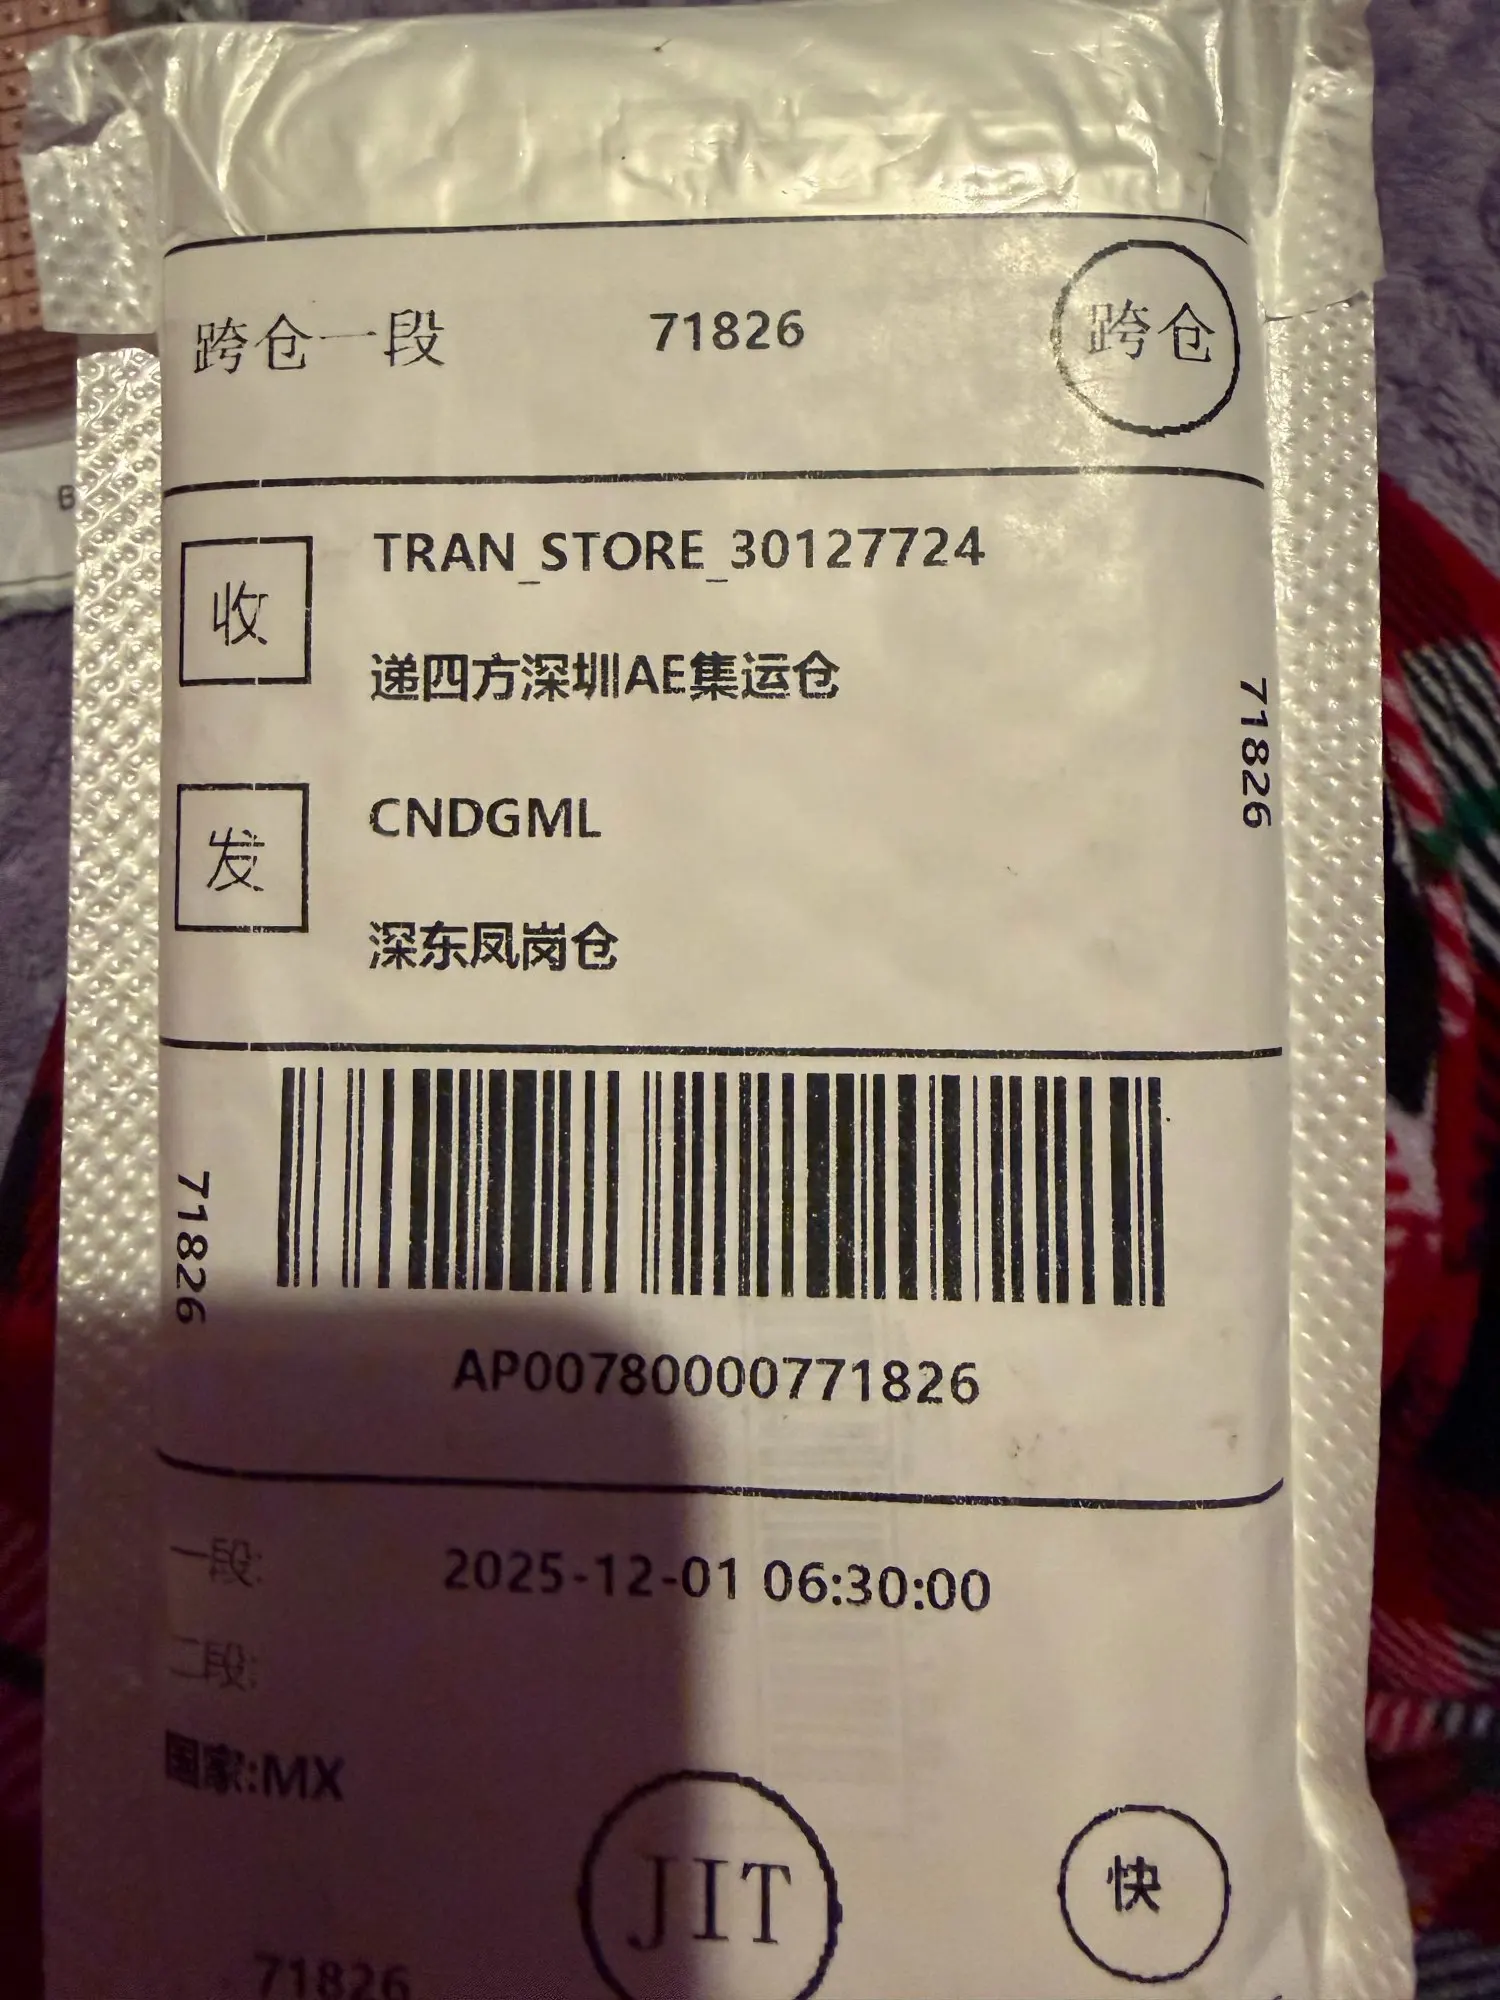 跨仓一段 71826 跨仓
收 TRAN_STORE_30127724
递四方深圳AE集运仓
71826
发 CNDGML
深东凤岗仓
71826
AP00780000771826
一段: 2025-12-01 06:30:00
二段:
国家:MX
JIT 快
71826